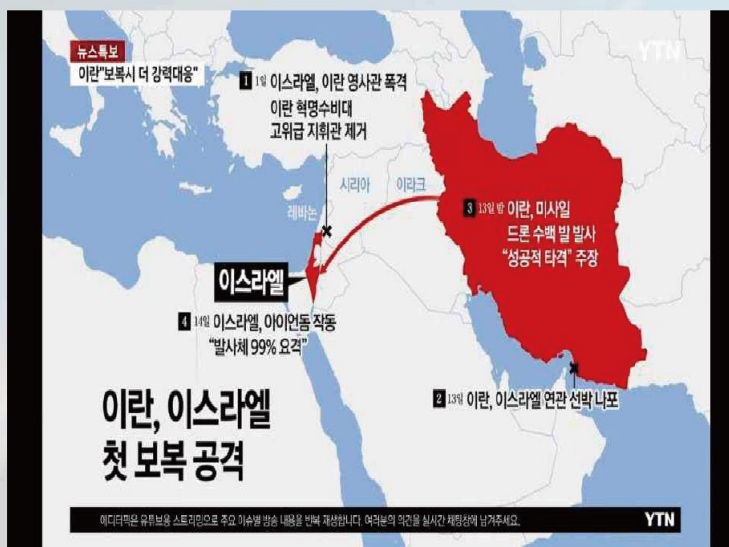 뉴스특보
YTN
이란"보복시 더 강력대응"
1 1일 이스라엘, 이란 영사관 폭격
이란 혁명수비대
고위급 지휘관 제거
시리아
이라크
레바논
3 13일 밤 이란, 미사일
드론 수백 발 발사
“성공적 타격” 주장
이스라엘
4 14일 이스라엘, 아이언돔 작동
“발사체 99% 요격”
2 13일 이란, 이스라엘 연관 선박 나포
이란, 이스라엘
첫 보복 공격
에디터픽은 유튜브용 스트리밍으로 주요 이슈별 방송 내용을 반복 재생합니다. 여러분의 의견을 실시간 채팅창에 남겨주세요.
YTN